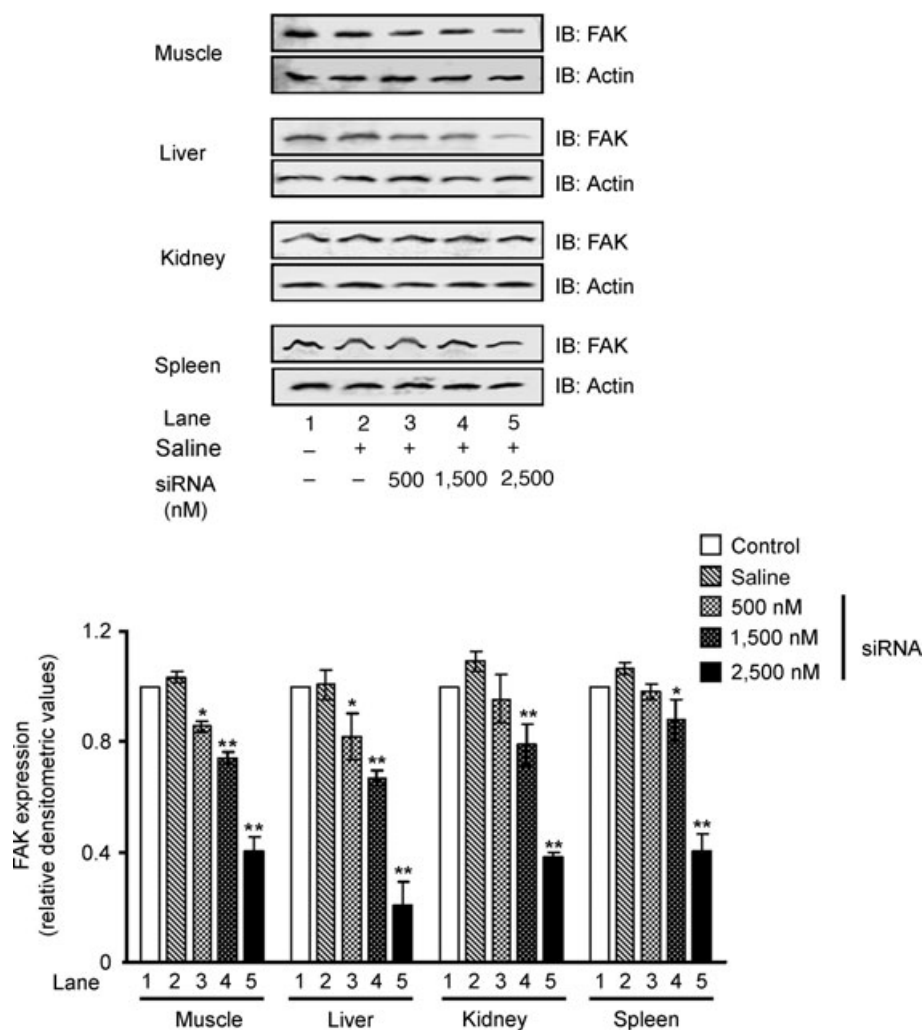 Muscle
IB: FAK
IB: Actin
Liver
IB: FAK
IB: Actin
Kidney
IB: FAK
IB: Actin
Spleen
IB: FAK
IB: Actin
Lane 1 2 3 4 5
Saline – + + + +
siRNA (nM) – – 500 1,500 2,500
Control
Saline
500 nM
1,500 nM
2,500 nM
siRNA
FAK expression
(relative densitometric values)
1.2
0.8
0.4
0
* ** **
* ** **
** **
* **
Lane 1 2 3 4 5 1 2 3 4 5 1 2 3 4 5 1 2 3 4 5
Muscle Liver Kidney Spleen